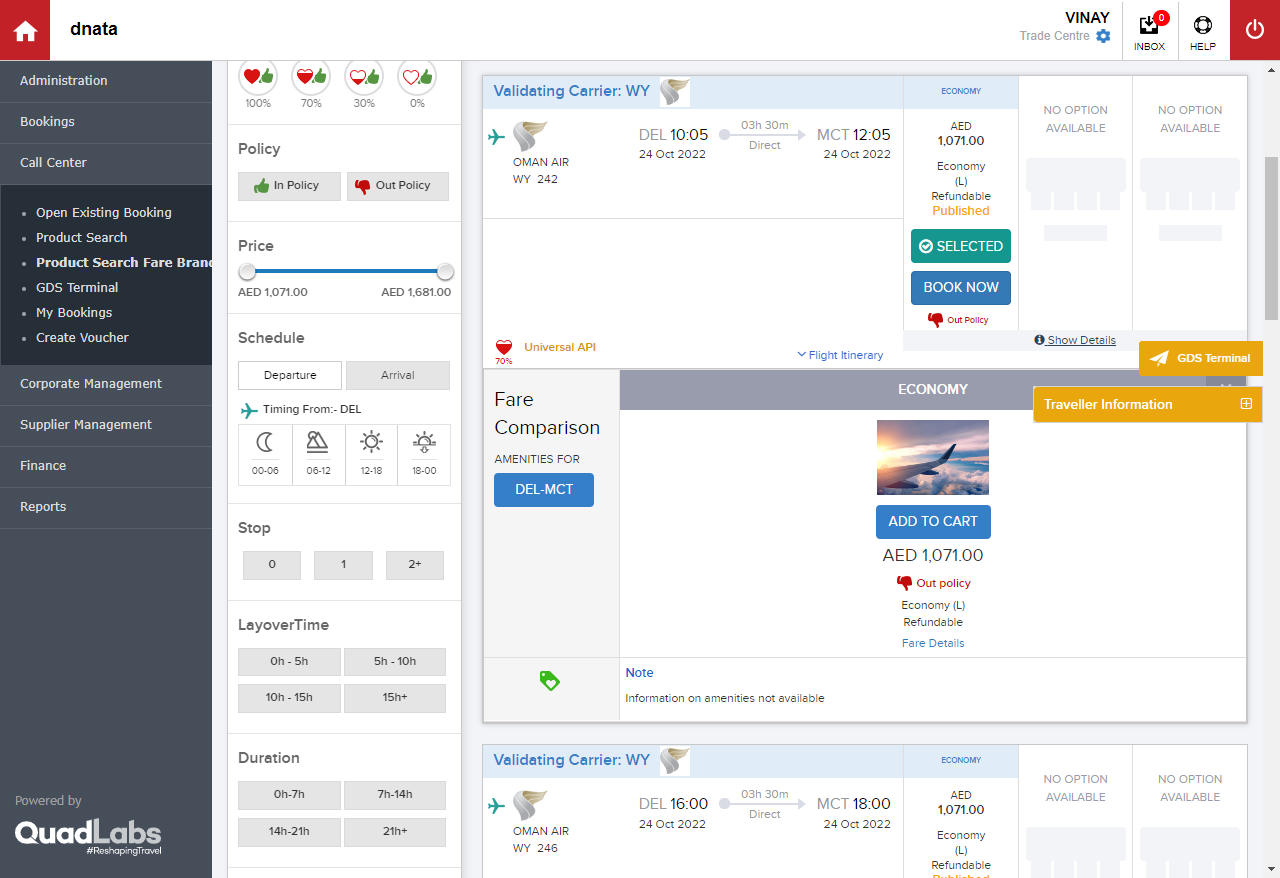 dnata
VINAY
Trade Centre
0
INBOX
HELP
Administration
Bookings
Call Center
Open Existing Booking
Product Search
Product Search Fare Bran
GDS Terminal
My Bookings
Create Voucher
Corporate Management
Supplier Management
Finance
Reports
Powered by
QuadLabs
#ReshapingTravel
100%
70%
30%
0%
Policy
In Policy
Out Policy
Price
AED 1,071.00
AED 1,681.00
Schedule
Departure
Arrival
Timing From:- DEL
00-06
06-12
12-18
18-00
Stop
0
1
2+
LayoverTime
0h - 5h
5h - 10h
10h - 15h
15h+
Duration
0h-7h
7h-14h
14h-21h
21h+
Validating Carrier: WY
OMAN AIR
WY 242
DEL 10:05
24 Oct 2022
03h 30m
Direct
MCT 12:05
24 Oct 2022
70%
Universal API
Flight Itinerary
ECONOMY
AED
1,071.00
Economy
(L)
Refundable
Published
SELECTED
BOOK NOW
Out Policy
NO OPTION
AVAILABLE
NO OPTION
AVAILABLE
Show Details
GDS Terminal
Traveller Information
Fare
Comparison
AMENITIES FOR
DEL-MCT
ECONOMY
ADD TO CART
AED 1,071.00
Out policy
Economy (L)
Refundable
Fare Details
Note
Information on amenities not available
Validating Carrier: WY
OMAN AIR
WY 246
DEL 16:00
24 Oct 2022
03h 30m
Direct
MCT 18:00
24 Oct 2022
ECONOMY
AED
1,071.00
Economy
(L)
Refundable
Published
NO OPTION
AVAILABLE
NO OPTION
AVAILABLE